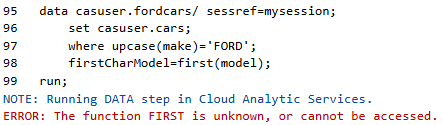 95   data casuser.fordcars/ sessref=mysession;
96       set casuser.cars;
97       where upcase(make)='FORD';
98       firstCharModel=first(model);
99   run;
NOTE: Running DATA step in Cloud Analytic Services.
ERROR: The function FIRST is unknown, or cannot be accessed.